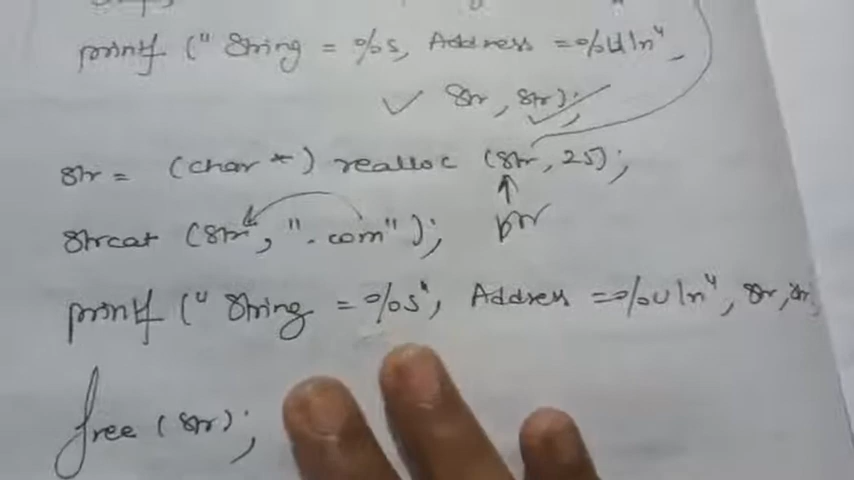 printf (" String = %s, Address = %u\n"
str, str);
str = (char *) realloc (str, 25);
strcat (str, ".com");
ptr
printf (" String = %s", Address = %u\n", str, str);
free (str);